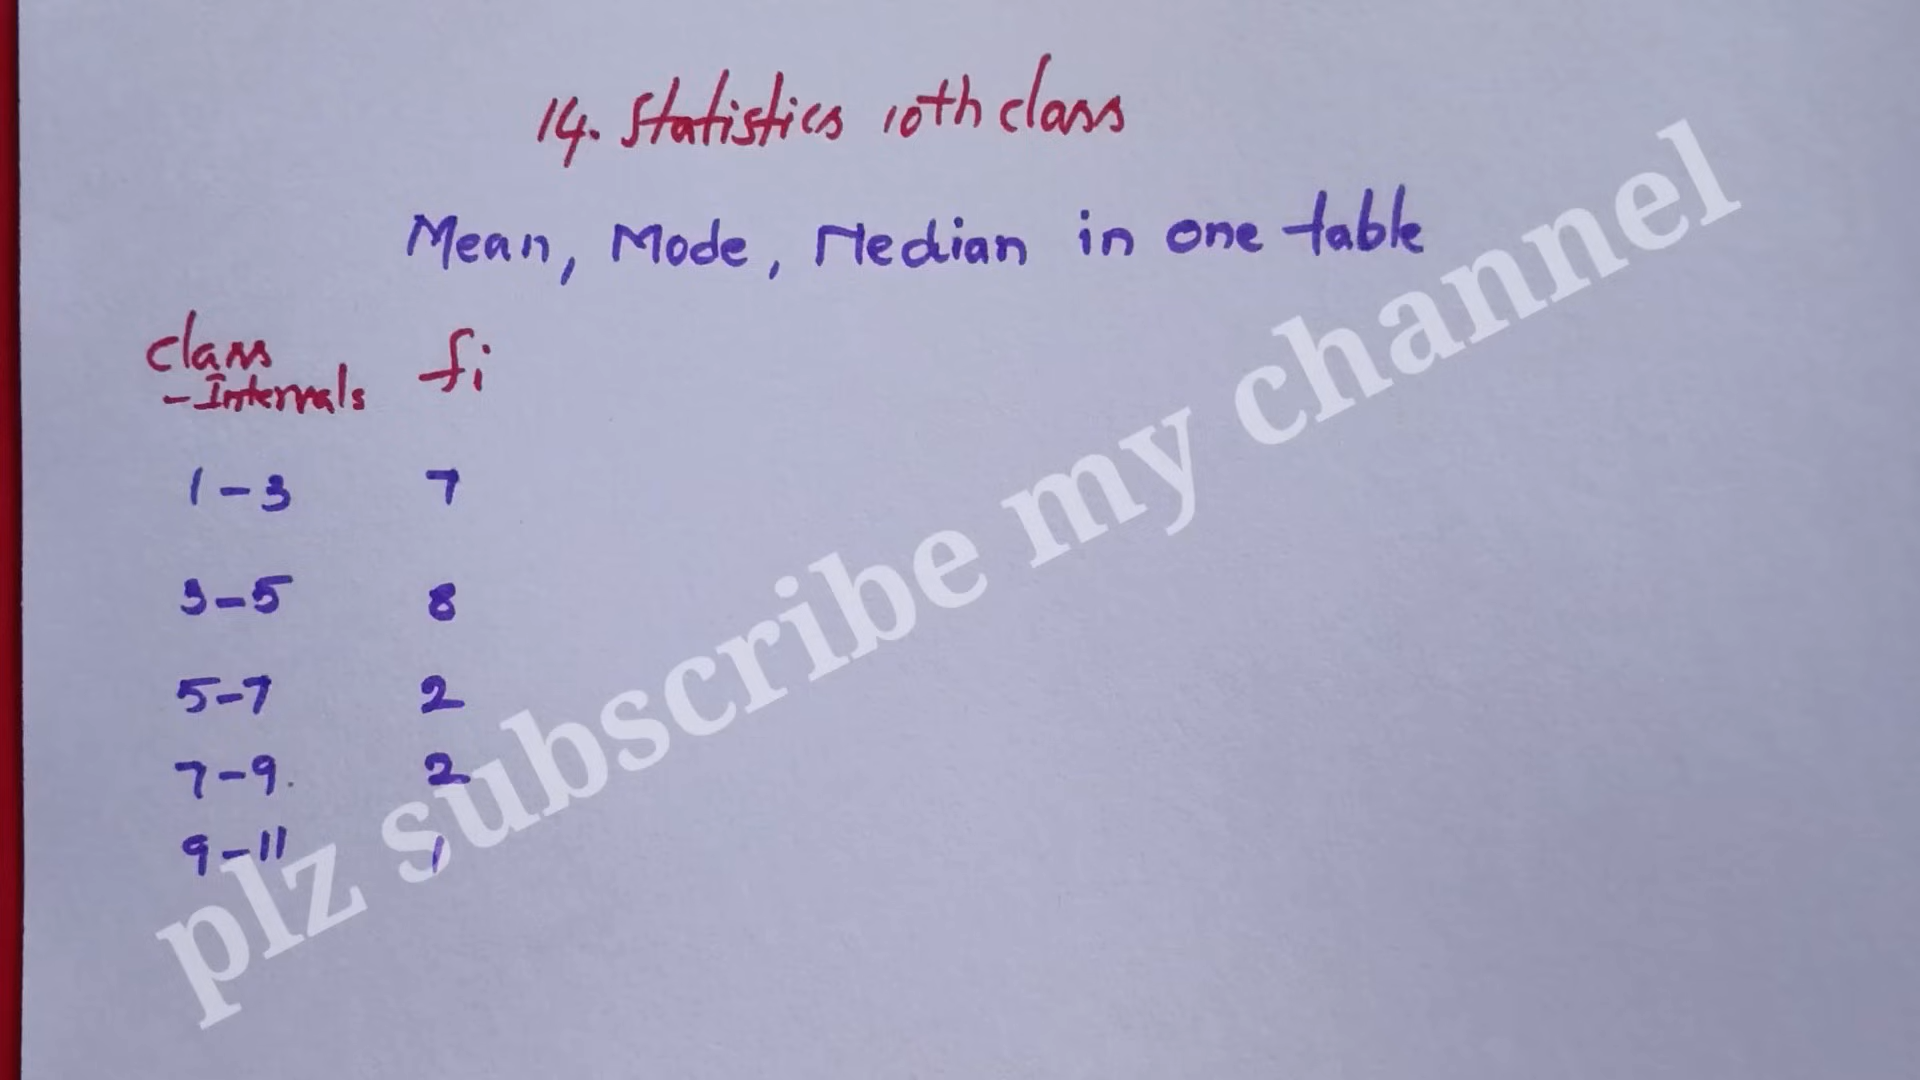 14. Statistics 10th class
Mean, Mode, Median in one table
class fi
-Intervals
1-3 7
3-5 8
5-7 2
7-9. 2
9-11 1
plz subscribe my channel